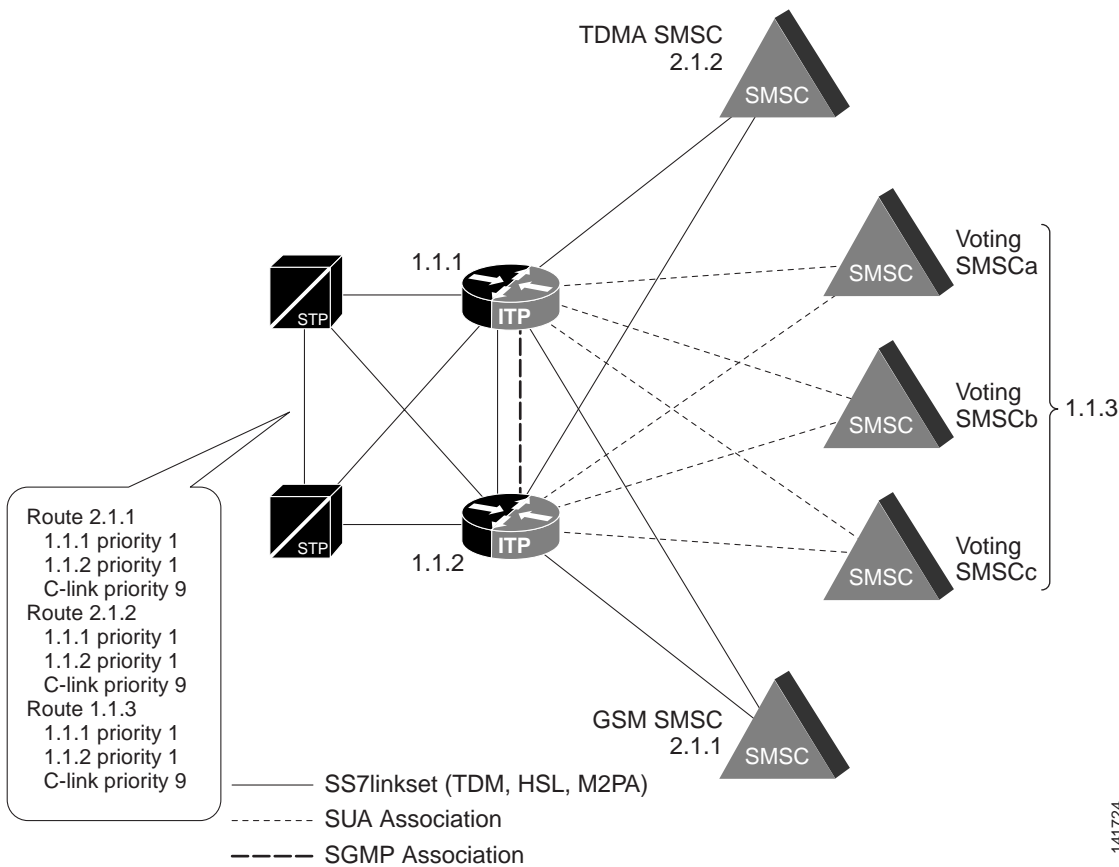 TDMA SMSC
2.1.2
SMSC
1.1.1
STP
ITP
SMSC
Voting
SMSCa
SMSC
Voting
SMSCb
1.1.3
STP
ITP
1.1.2
SMSC
Voting
SMSCc
Route 2.1.1
1.1.1 priority 1
1.1.2 priority 1
C-link priority 9
Route 2.1.2
1.1.1 priority 1
1.1.2 priority 1
C-link priority 9
Route 1.1.3
1.1.1 priority 1
1.1.2 priority 1
C-link priority 9
GSM SMSC
2.1.1
SMSC
SS7linkset (TDM, HSL, M2PA)
SUA Association
SGMP Association
141724